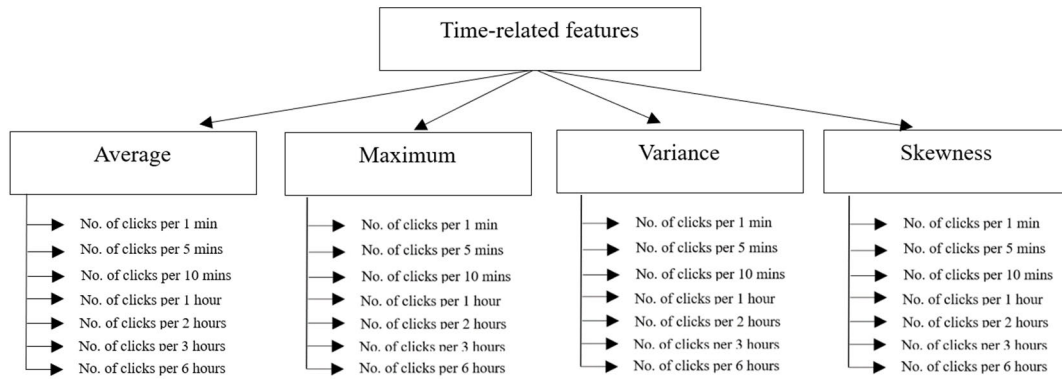 Time-related features
Average
No. of clicks per 1 min
No. of clicks per 5 mins
No. of clicks per 10 mins
No. of clicks per 1 hour
No. of clicks per 2 hours
No. of clicks per 3 hours
No. of clicks per 6 hours
Maximum
No. of clicks per 1 min
No. of clicks per 5 mins
No. of clicks per 10 mins
No. of clicks per 1 hour
No. of clicks per 2 hours
No. of clicks per 3 hours
No. of clicks per 6 hours
Variance
No. of clicks per 1 min
No. of clicks per 5 mins
No. of clicks per 10 mins
No. of clicks per 1 hour
No. of clicks per 2 hours
No. of clicks per 3 hours
No. of clicks per 6 hours
Skewness
No. of clicks per 1 min
No. of clicks per 5 mins
No. of clicks per 10 mins
No. of clicks per 1 hour
No. of clicks per 2 hours
No. of clicks per 3 hours
No. of clicks per 6 hours